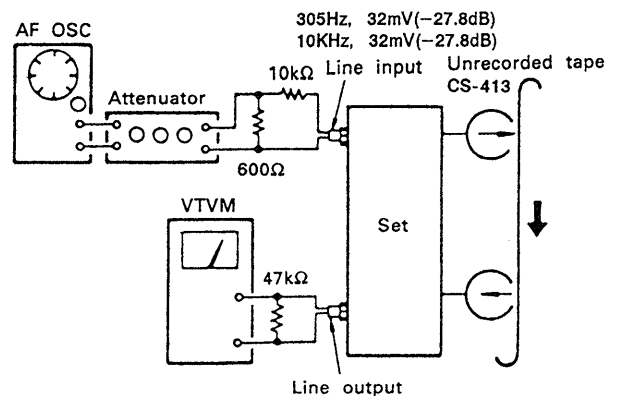 305Hz, 32mV(−27.8dB)
10KHz, 32mV(−27.8dB)
AF OSC
Unrecorded tape
CS-413
10kΩ
Line input
Attenuator
600Ω
VTVM
Set
47kΩ
Line output